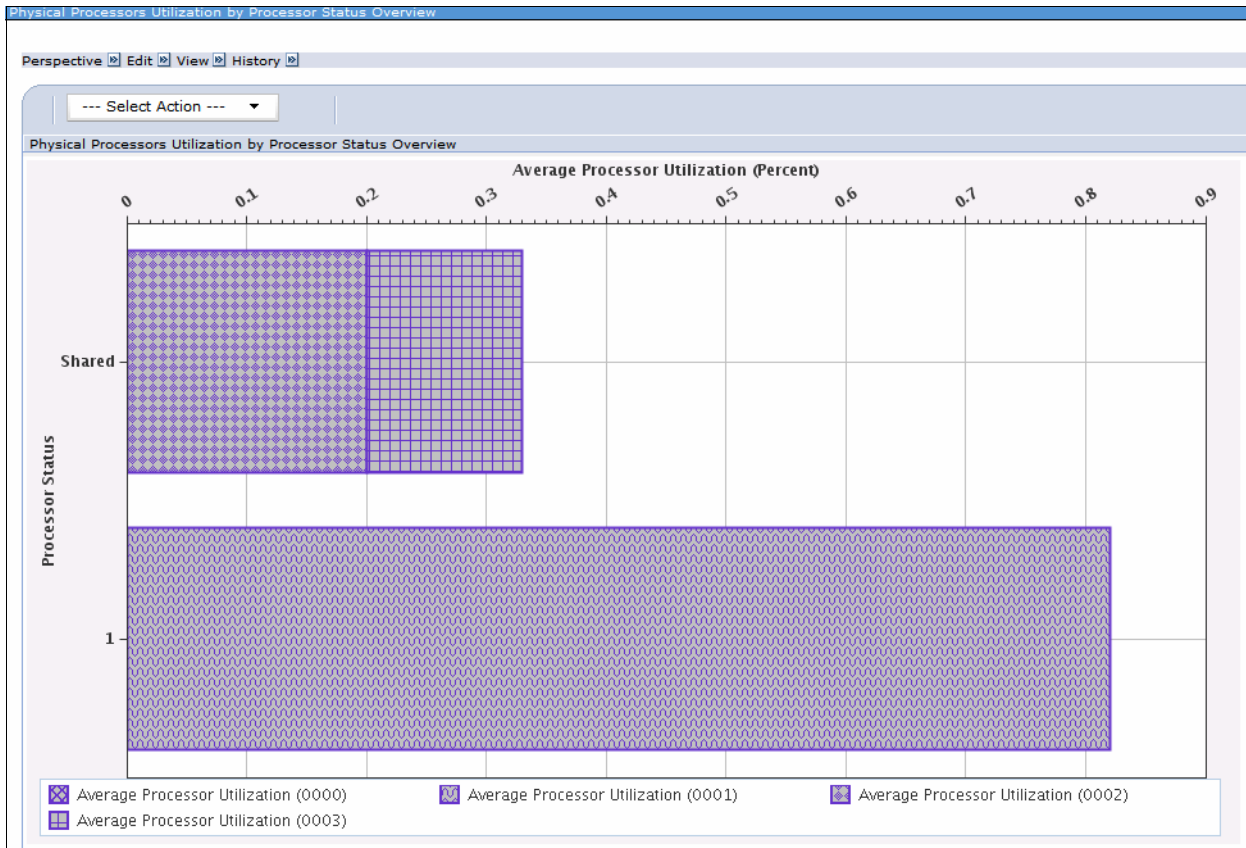 Physical Processors Utilization by Processor Status Overview
Perspective Edit View History
--- Select Action ---
Physical Processors Utilization by Processor Status Overview
Average Processor Utilization (Percent)
0 0.1 0.2 0.3 0.4 0.5 0.6 0.7 0.8 0.9
Shared
Processor Status
1
Average Processor Utilization (0000) Average Processor Utilization (0001) Average Processor Utilization (0002)
Average Processor Utilization (0003)